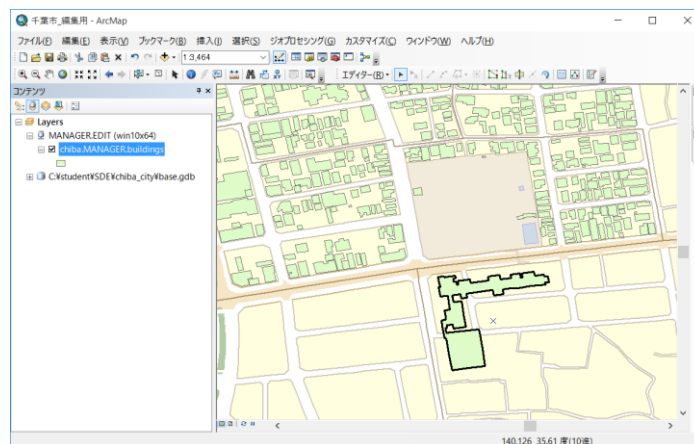 千葉市_編集用 - ArcMap
ファイル(F) 編集(E) 表示(V) ブックマーク(B) 挿入(I) 選択(S) ジオプロセシング(G) カスタマイズ(C) ウィンドウ(W) ヘルプ(H)
1:3,464
エディター(R)
コンテンツ
Layers
MANAGER.EDIT (win10x64)
chiba.MANAGER.buildings
C:¥student¥SDE¥chiba_city¥base.gdb
140.126 35.61 度(10進)